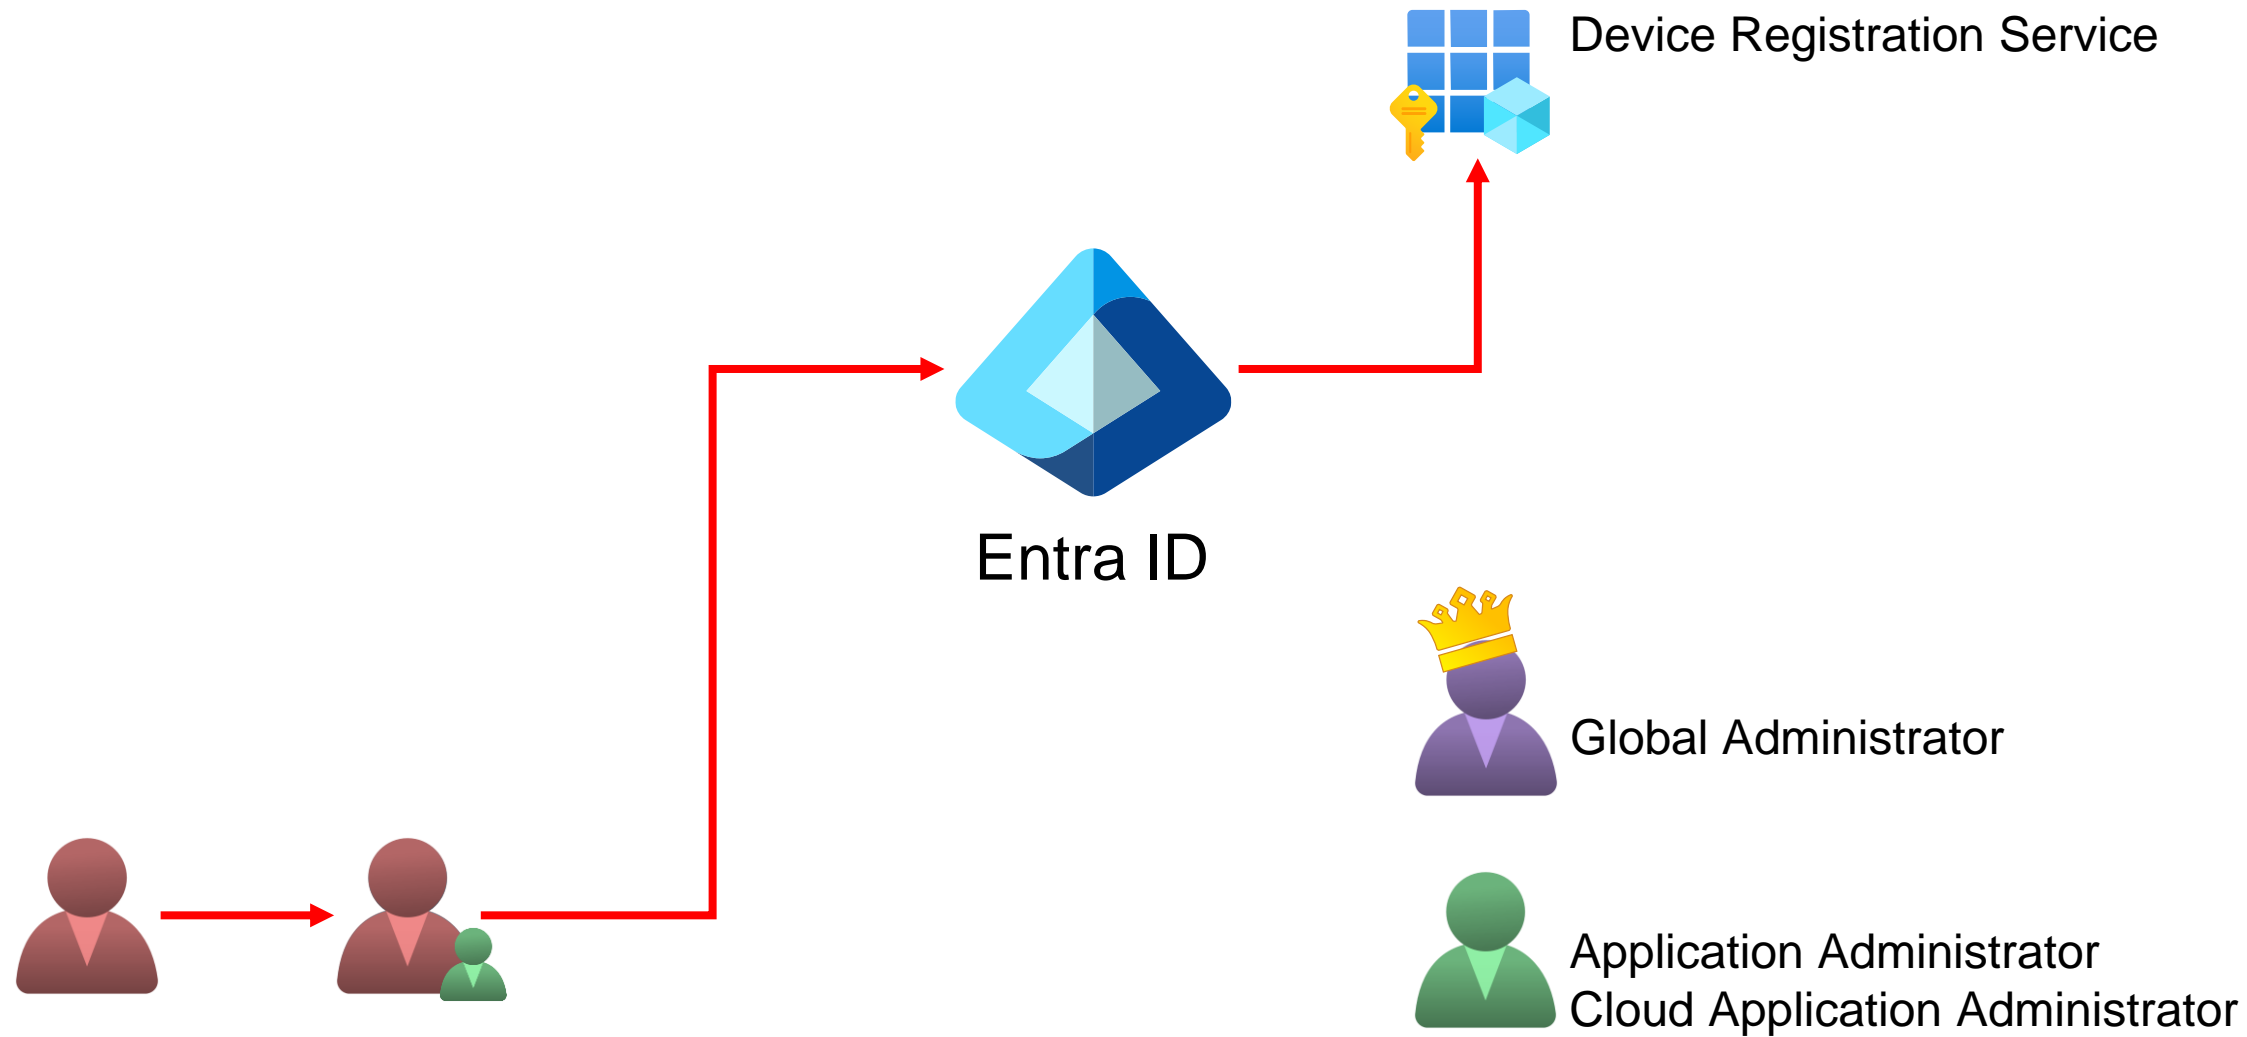 Device Registration Service
Entra ID
Global Administrator
Application Administrator
Cloud Application Administrator